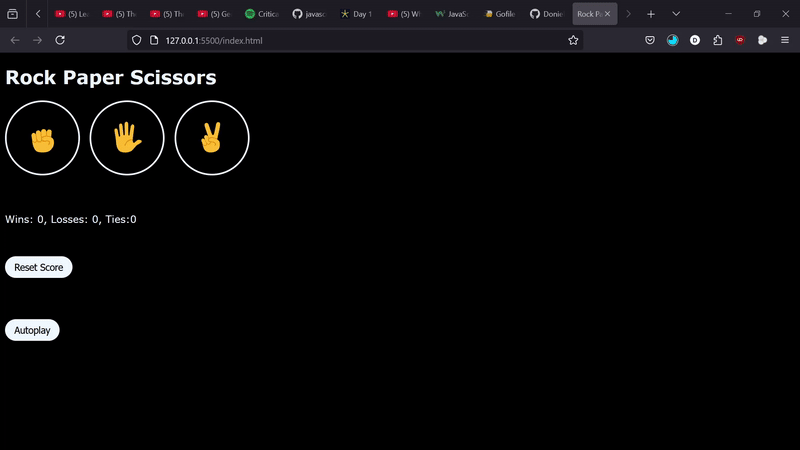 (5) Le
(5) Th
(5) Th
(5) Ge
Critica
javasc
Day 1
(5) W
JavaSc
Gofile
Donie
Rock Pa
127.0.0.1:5500/index.html
Rock Paper Scissors
Wins: 0, Losses: 0, Ties:0
Reset Score
Autoplay